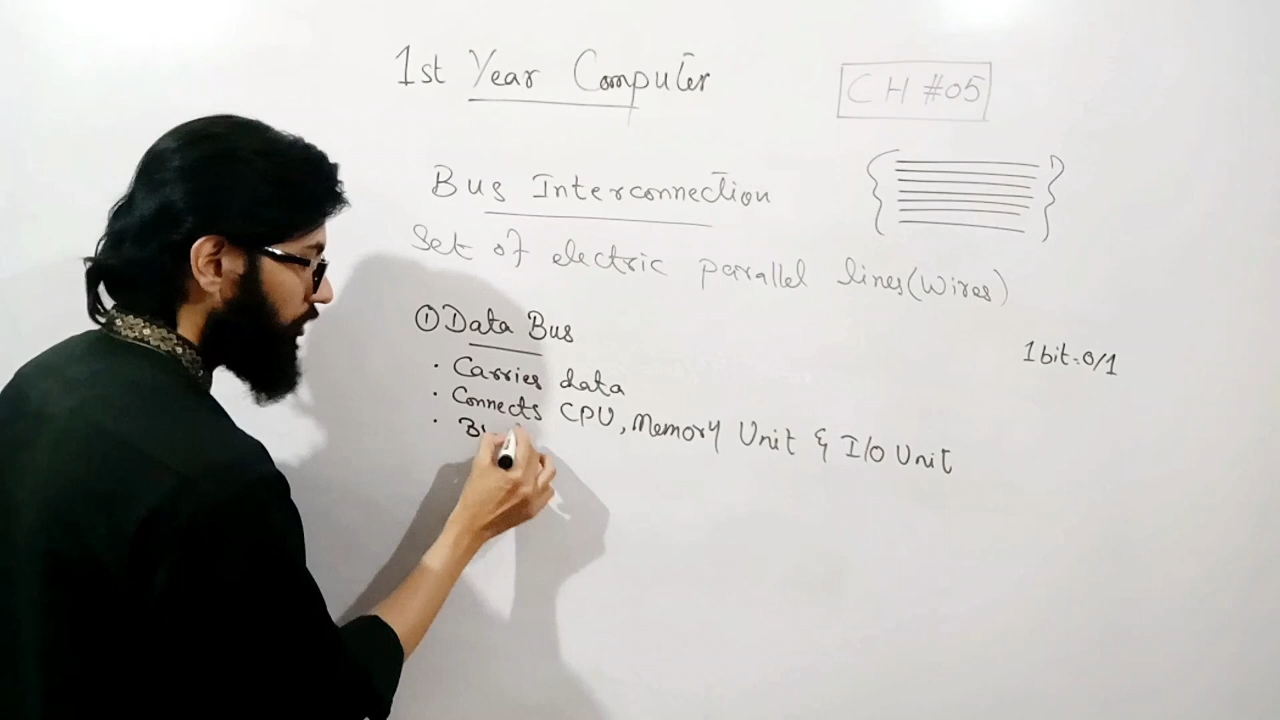 1st Year Computer
CH #05
Bus Interconnection
Set of electric parallel lines(Wires)
1 bit=0/1
① Data Bus
· Carries data
· Connects CPU, Memory Unit & I/O Unit